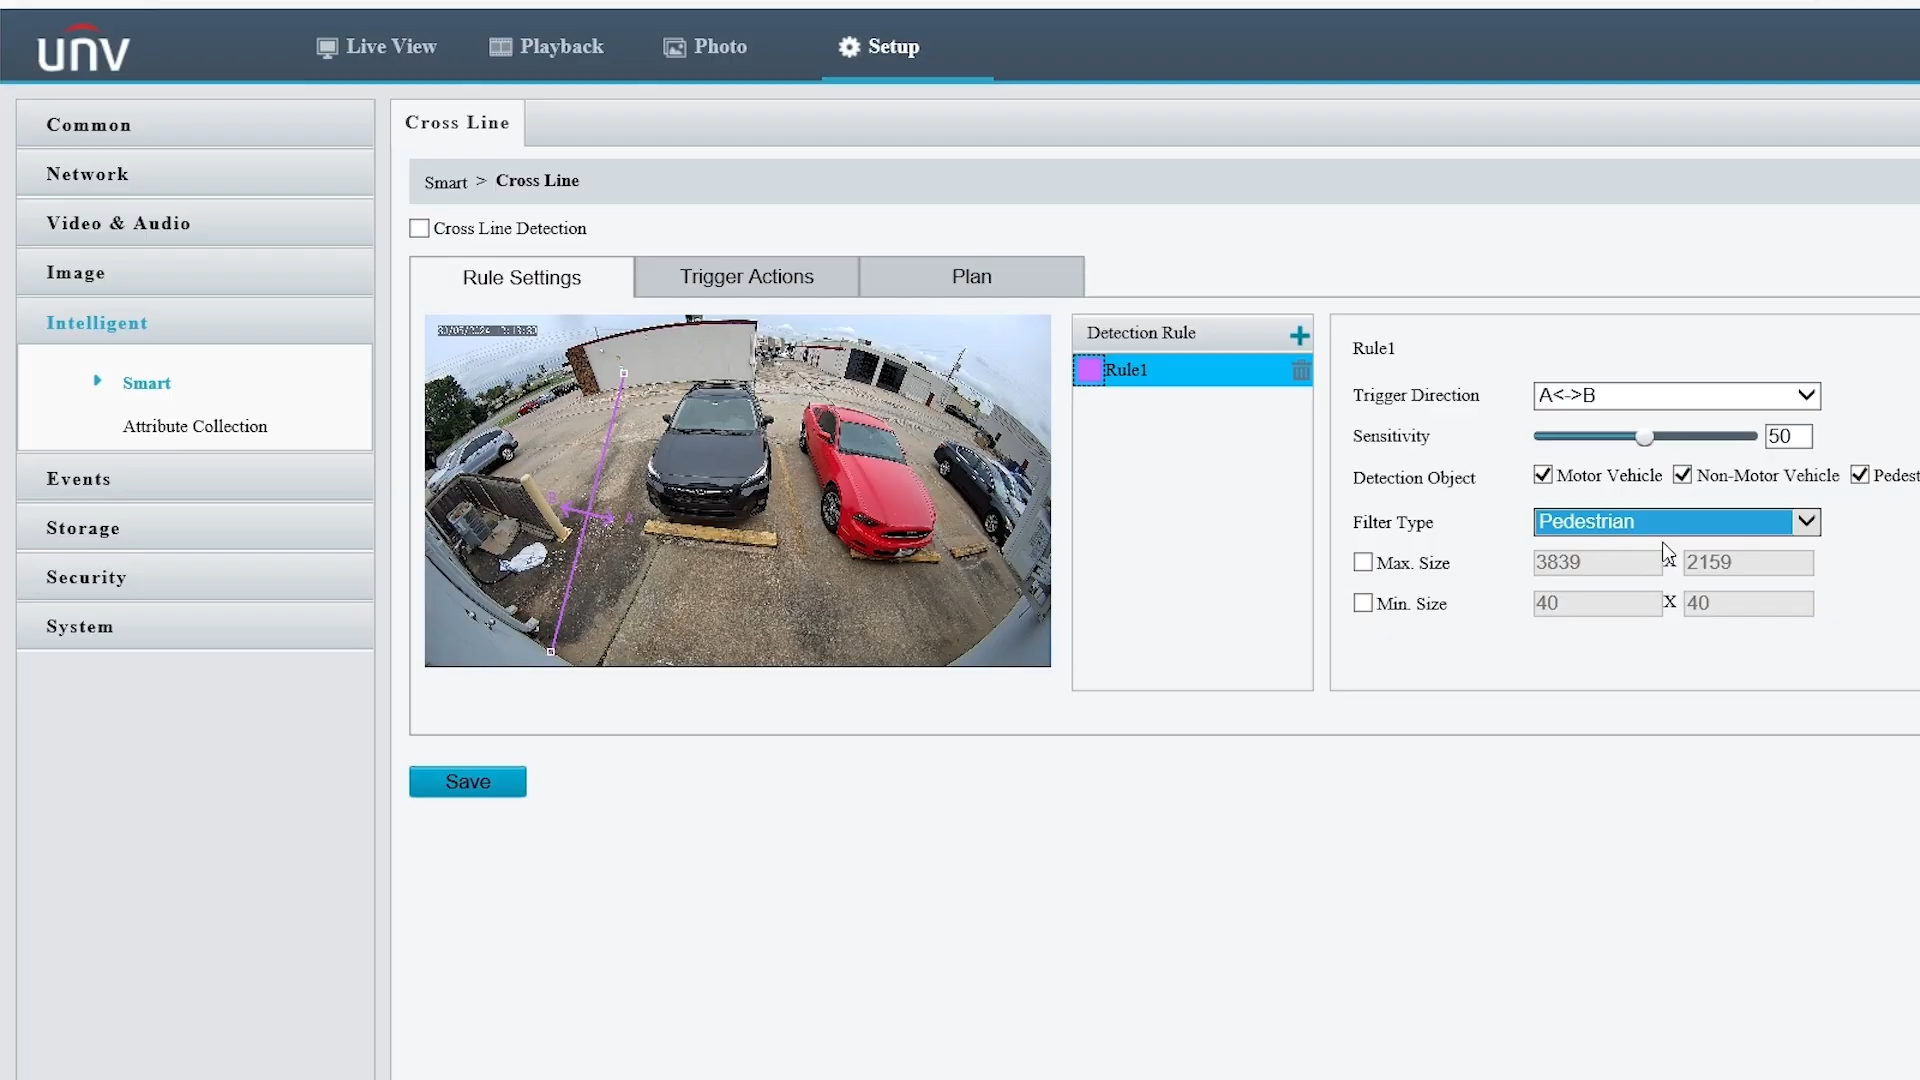 unv
Live View
Playback
Photo
Setup
Common
Network
Video & Audio
Image
Intelligent
Smart
Attribute Collection
Events
Storage
Security
System
Cross Line
Smart > Cross Line
Cross Line Detection
Rule Settings
Trigger Actions
Plan
B
A
Detection Rule
Rule1
Rule1
Trigger Direction A<->B
Sensitivity 50
Detection Object Motor Vehicle Non-Motor Vehicle Pedest
Filter Type Pedestrian
Max. Size 3839 X 2159
Min. Size 40 X 40
Save